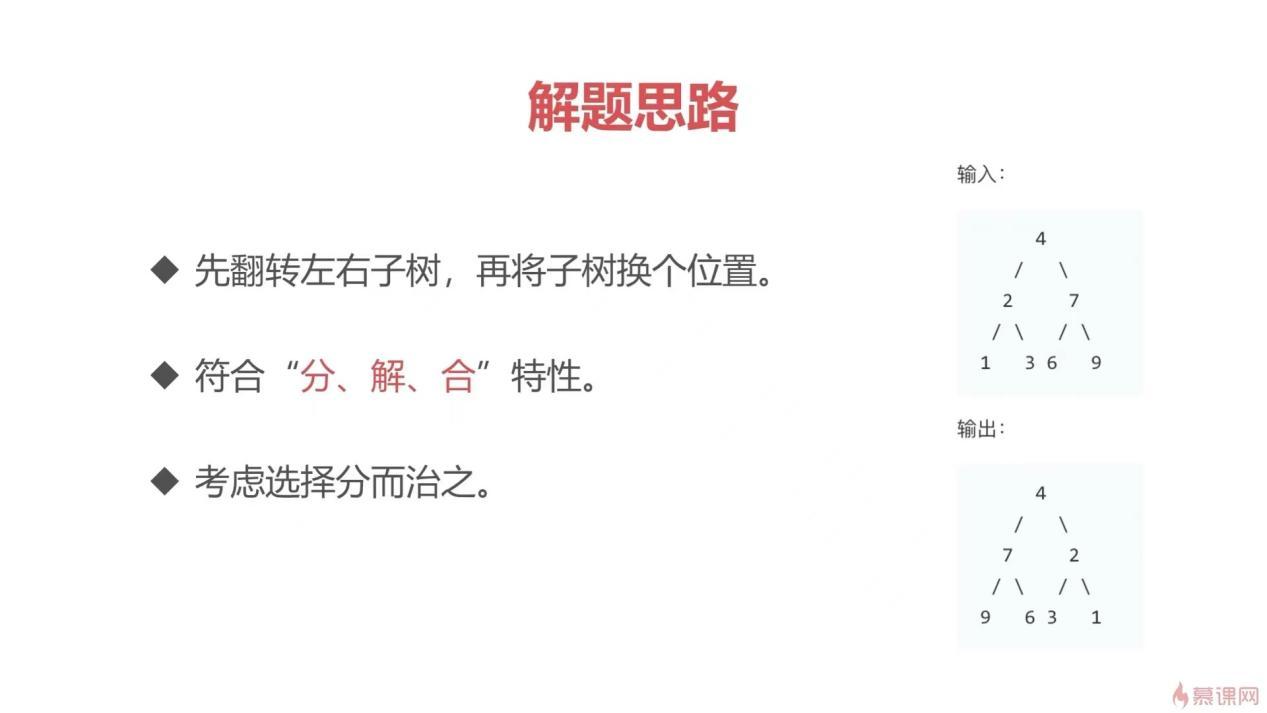 解题思路
◆ 先翻转左右子树，再将子树换个位置。
◆ 符合“分、解、合”特性。
◆ 考虑选择分而治之。
输入：
4
/ \
2 7
/ \ / \
1 3 6 9
输出：
4
/ \
7 2
/ \ / \
9 6 3 1
慕课网